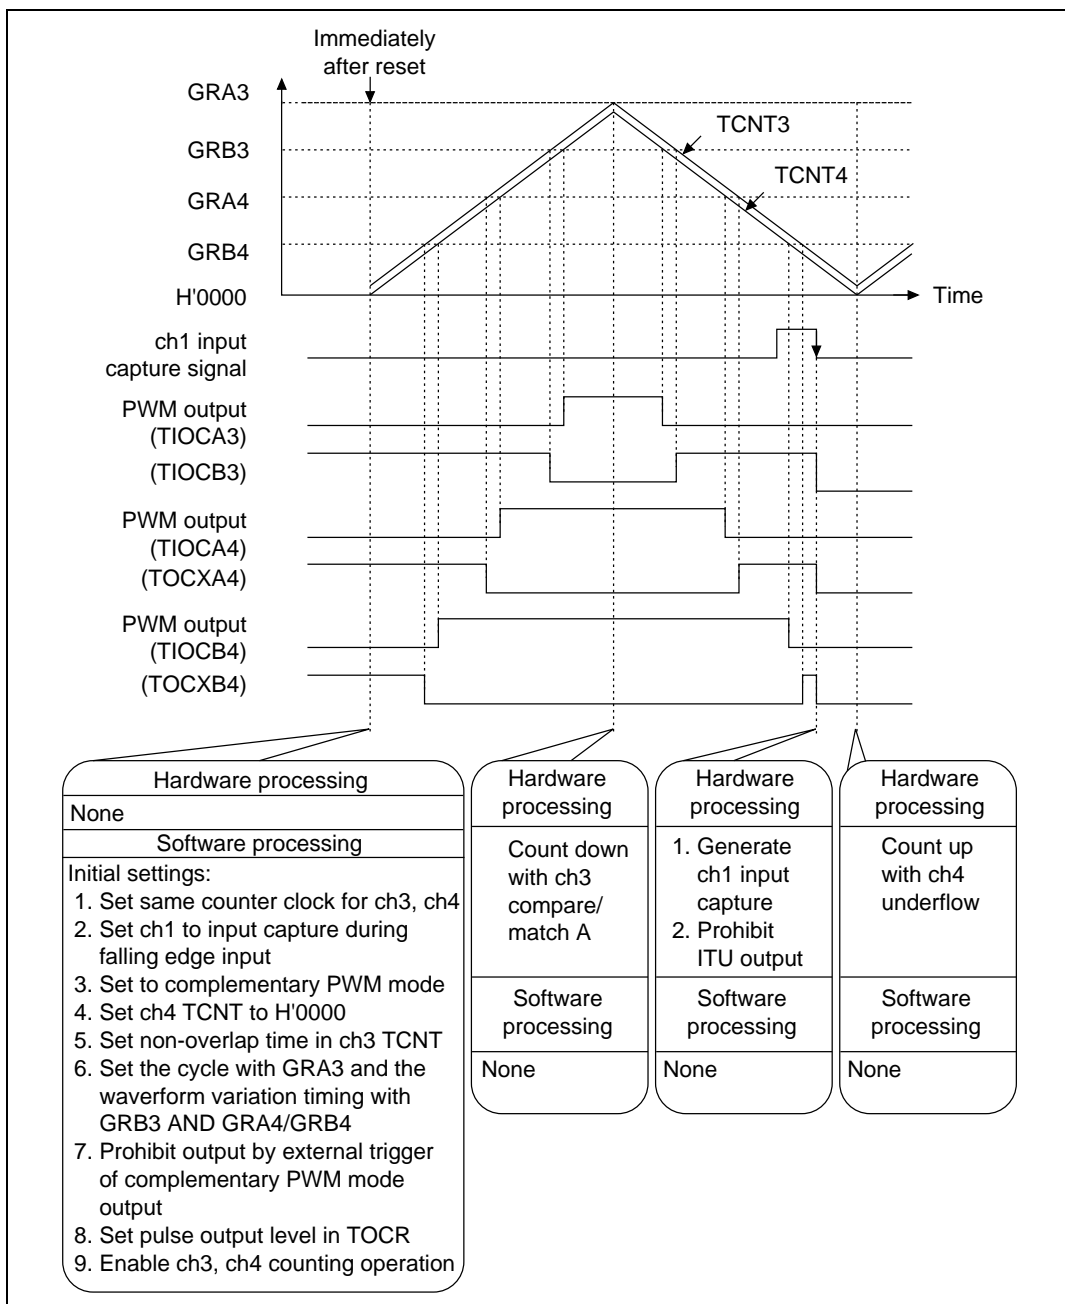 Immediately
after reset
GRA3
GRB3
GRA4
GRB4
H'0000
TCNT3
TCNT4
Time
ch1 input
capture signal
PWM output
(TIOCA3)
(TIOCB3)
PWM output
(TIOCA4)
(TOCXA4)
PWM output
(TIOCB4)
(TOCXB4)
Hardware processing
None
Software processing
Initial settings:
1. Set same counter clock for ch3, ch4
2. Set ch1 to input capture during
falling edge input
3. Set to complementary PWM mode
4. Set ch4 TCNT to H'0000
5. Set non-overlap time in ch3 TCNT
6. Set the cycle with GRA3 and the
waverform variation timing with
GRB3 AND GRA4/GRB4
7. Prohibit output by external trigger
of complementary PWM mode
output
8. Set pulse output level in TOCR
9. Enable ch3, ch4 counting operation
Hardware
processing
Count down
with ch3
compare/
match A
Software
processing
None
Hardware
processing
1. Generate
ch1 input
capture
2. Prohibit
ITU output
Software
processing
None
Hardware
processing
Count up
with ch4
underflow
Software
processing
None